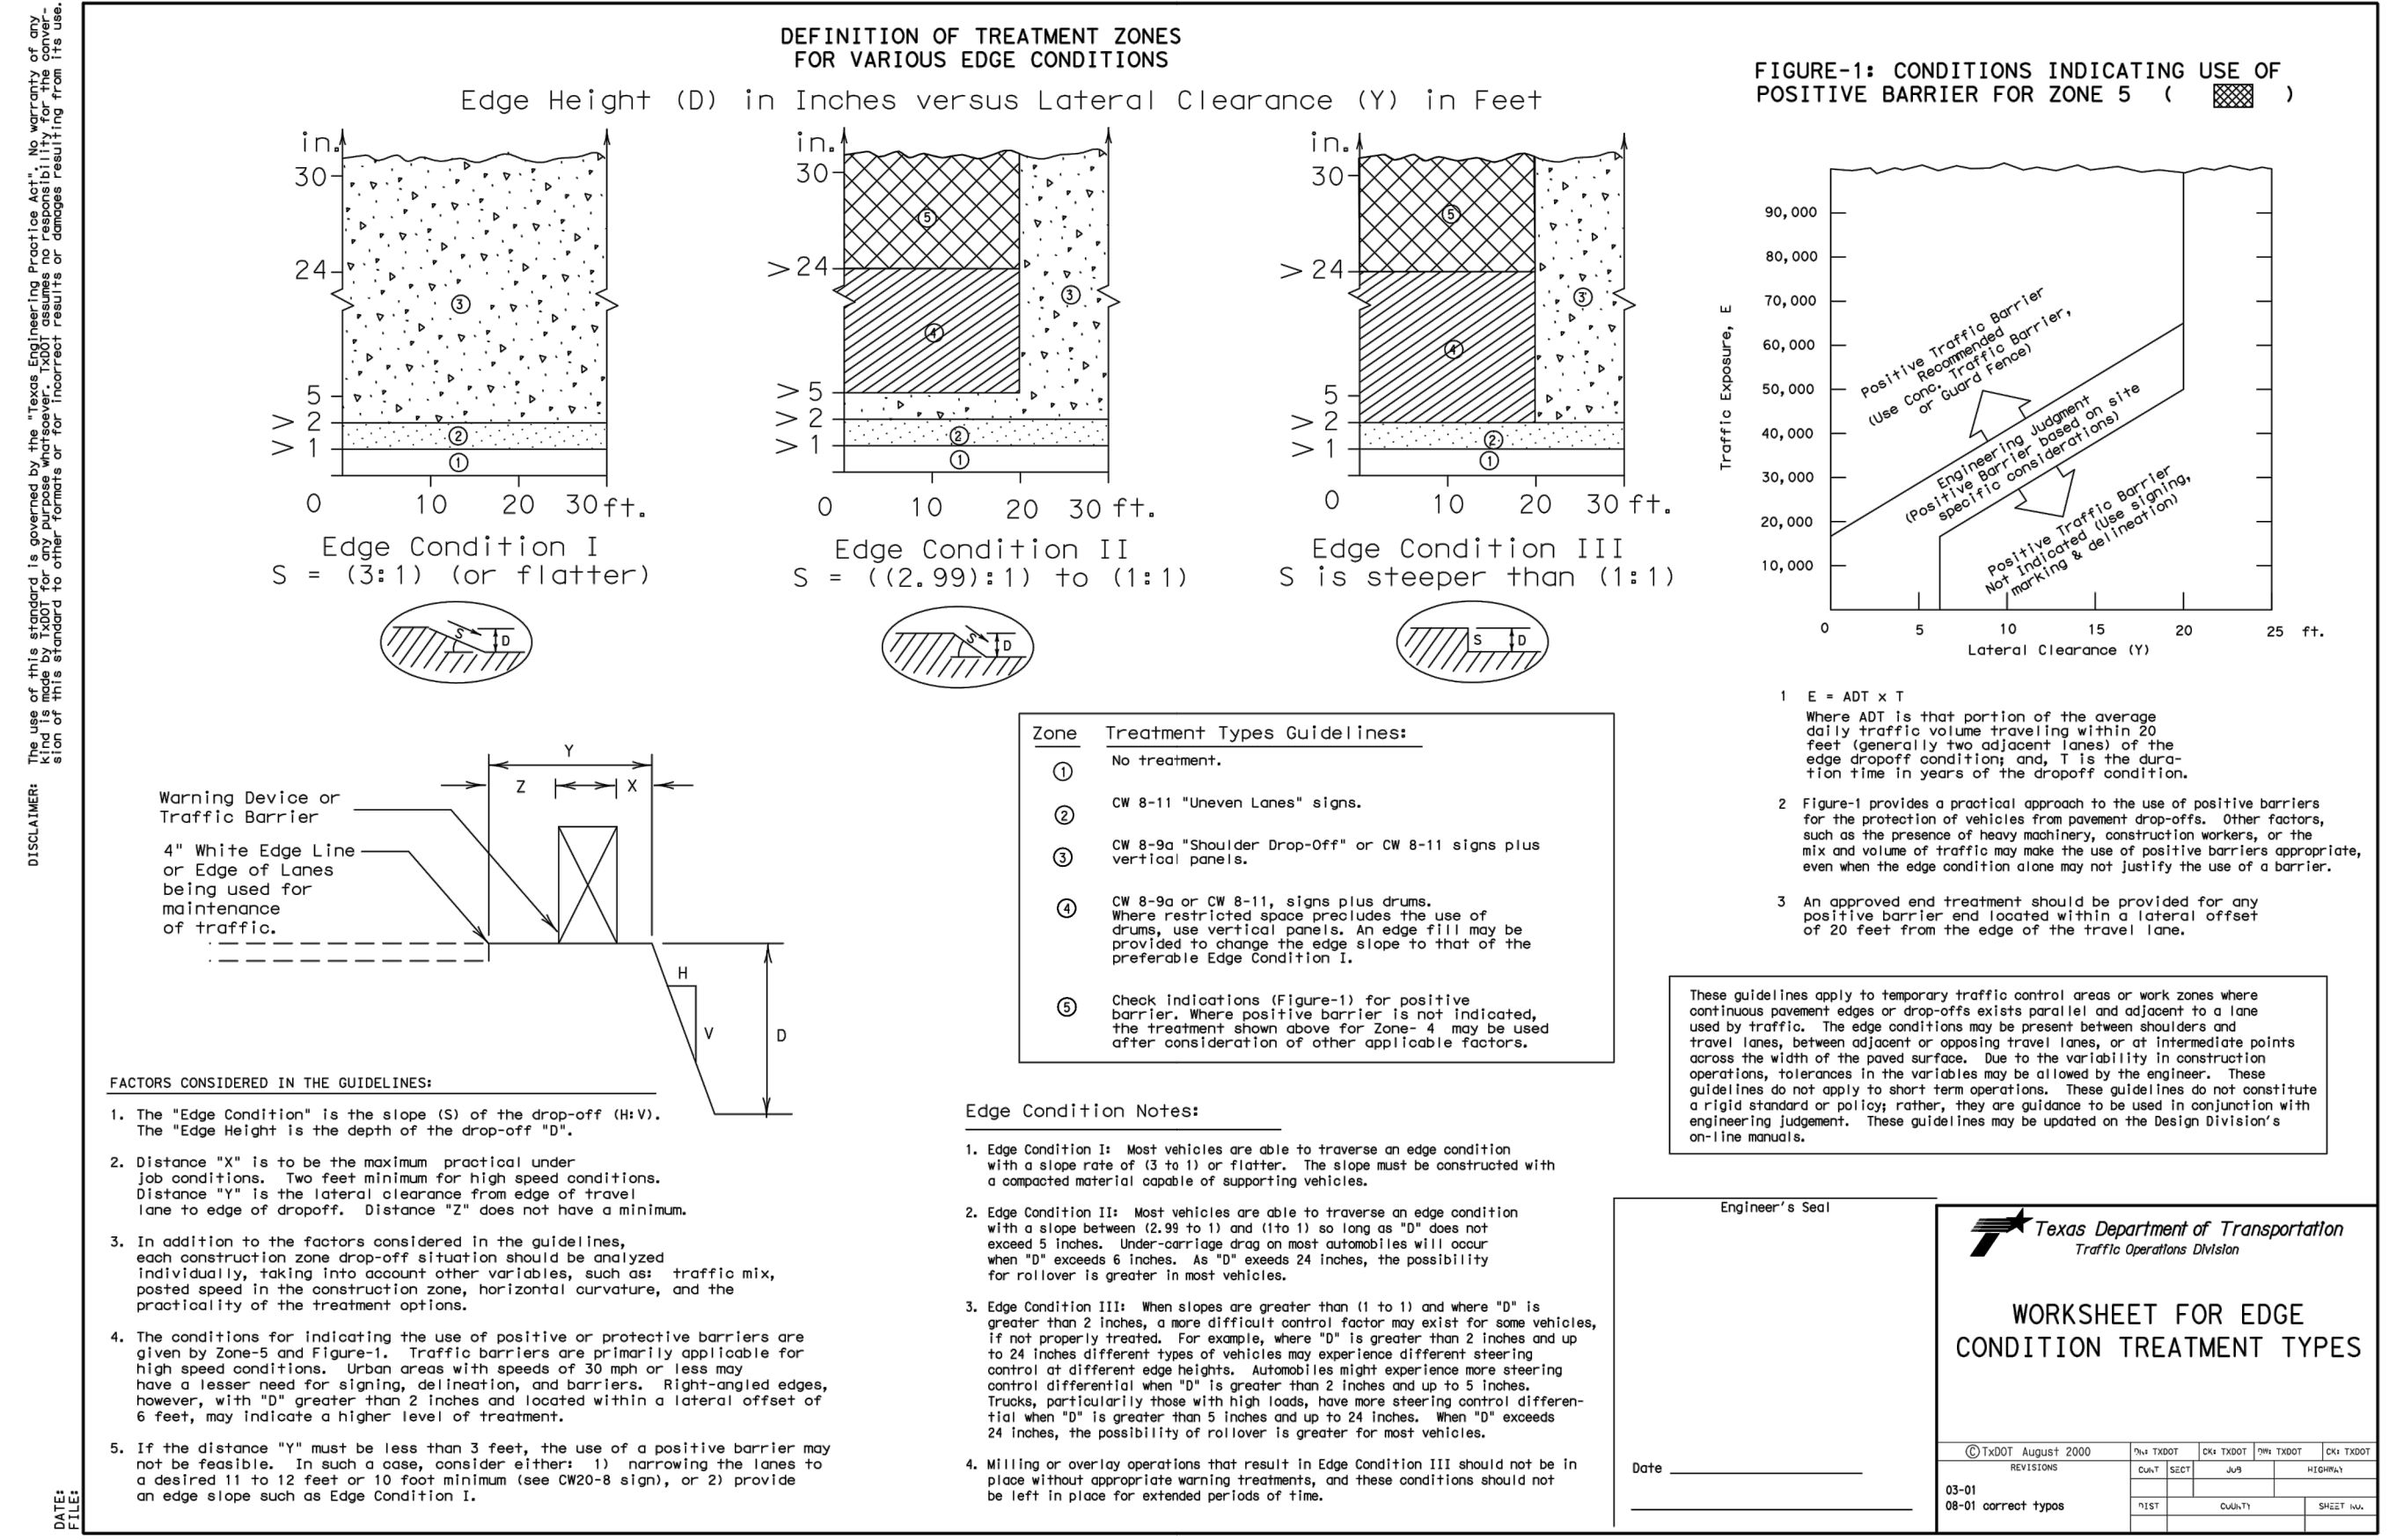 DISCLAIMER: The use of this standard is governed by the "Texas Engineering Practice Act". No warranty of any
kind is made by TxDOT for any purpose whatsoever. TxDOT assumes no responsibility for the conver-
sion of this standard to other formats or for incorrect results or damages resulting from its use.
DATE:
FILE:
DEFINITION OF TREATMENT ZONES
FOR VARIOUS EDGE CONDITIONS
Edge Height (D) in Inches versus Lateral Clearance (Y) in Feet
in.
30
24
5
> 2
> 1
3
2
1
0 10 20 30 ft.
Edge Condition I
S = (3:1) (or flatter)
S
D
in.
30
> 24
> 5
> 2
> 1
5
3
4
2
1
0 10 20 30 ft.
Edge Condition II
S = ((2.99):1) to (1:1)
S
D
in.
30
> 24
5
> 2
> 1
5
3
4
2
1
0 10 20 30 ft.
Edge Condition III
S is steeper than (1:1)
S
D
FIGURE-1: CONDITIONS INDICATING USE OF
POSITIVE BARRIER FOR ZONE 5 ( )
Traffic Exposure, E
90,000
80,000
70,000
60,000
50,000
40,000
30,000
20,000
10,000
Positive Traffic Barrier
Recommended
(Use Conc. Traffic Barrier,
or Guard Fence)
Engineering Judgment
(Positive Barrier based on site
specific considerations)
Positive Traffic Barrier
Not Indicated (Use signing,
marking & delineation)
0 5 10 15 20 25 ft.
Lateral Clearance (Y)
1 E = ADT x T
Where ADT is that portion of the average
daily traffic volume traveling within 20
feet (generally two adjacent lanes) of the
edge dropoff condition; and, T is the dura-
tion time in years of the dropoff condition.
2 Figure-1 provides a practical approach to the use of positive barriers
for the protection of vehicles from pavement drop-offs. Other factors,
such as the presence of heavy machinery, construction workers, or the
mix and volume of traffic may make the use of positive barriers appropriate,
even when the edge condition alone may not justify the use of a barrier.
3 An approved end treatment should be provided for any
positive barrier end located within a lateral offset
of 20 feet from the edge of the travel lane.
Y
Z
X
Warning Device or
Traffic Barrier
4" White Edge Line
or Edge of Lanes
being used for
maintenance
of traffic.
H
V
D
Zone Treatment Types Guidelines:
1 No treatment.
2 CW 8-11 "Uneven Lanes" signs.
3 CW 8-9a "Shoulder Drop-Off" or CW 8-11 signs plus
vertical panels.
4 CW 8-9a or CW 8-11, signs plus drums.
Where restricted space precludes the use of
drums, use vertical panels. An edge fill may be
provided to change the edge slope to that of the
preferable Edge Condition I.
5 Check indications (Figure-1) for positive
barrier. Where positive barrier is not indicated,
the treatment shown above for Zone- 4 may be used
after consideration of other applicable factors.
FACTORS CONSIDERED IN THE GUIDELINES:
1. The "Edge Condition" is the slope (S) of the drop-off (H:V).
The "Edge Height is the depth of the drop-off "D".
2. Distance "X" is to be the maximum practical under
job conditions. Two feet minimum for high speed conditions.
Distance "Y" is the lateral clearance from edge of travel
lane to edge of dropoff. Distance "Z" does not have a minimum.
3. In addition to the factors considered in the guidelines,
each construction zone drop-off situation should be analyzed
individually, taking into account other variables, such as: traffic mix,
posted speed in the construction zone, horizontal curvature, and the
practicality of the treatment options.
4. The conditions for indicating the use of positive or protective barriers are
given by Zone-5 and Figure-1. Traffic barriers are primarily applicable for
high speed conditions. Urban areas with speeds of 30 mph or less may
have a lesser need for signing, delineation, and barriers. Right-angled edges,
however, with "D" greater than 2 inches and located within a lateral offset of
6 feet, may indicate a higher level of treatment.
5. If the distance "Y" must be less than 3 feet, the use of a positive barrier may
not be feasible. In such a case, consider either: 1) narrowing the lanes to
a desired 11 to 12 feet or 10 foot minimum (see CW20-8 sign), or 2) provide
an edge slope such as Edge Condition I.
Edge Condition Notes:
1. Edge Condition I: Most vehicles are able to traverse an edge condition
with a slope rate of (3 to 1) or flatter. The slope must be constructed with
a compacted material capable of supporting vehicles.
2. Edge Condition II: Most vehicles are able to traverse an edge condition
with a slope between (2.99 to 1) and (1to 1) so long as "D" does not
exceed 5 inches. Under-carriage drag on most automobiles will occur
when "D" exceeds 6 inches. As "D" exeeds 24 inches, the possibility
for rollover is greater in most vehicles.
3. Edge Condition III: When slopes are greater than (1 to 1) and where "D" is
greater than 2 inches, a more difficult control factor may exist for some vehicles,
if not properly treated. For example, where "D" is greater than 2 inches and up
to 24 inches different types of vehicles may experience different steering
control at different edge heights. Automobiles might experience more steering
control differential when "D" is greater than 2 inches and up to 5 inches.
Trucks, particularly those with high loads, have more steering control differen-
tial when "D" is greater than 5 inches and up to 24 inches. When "D" exceeds
24 inches, the possibility of rollover is greater for most vehicles.
4. Milling or overlay operations that result in Edge Condition III should not be in
place without appropriate warning treatments, and these conditions should not
be left in place for extended periods of time.
These guidelines apply to temporary traffic control areas or work zones where
continuous pavement edges or drop-offs exists parallel and adjacent to a lane
used by traffic. The edge conditions may be present between shoulders and
travel lanes, between adjacent or opposing travel lanes, or at intermediate points
across the width of the paved surface. Due to the variability in construction
operations, tolerances in the variables may be allowed by the engineer. These
guidelines do not apply to short term operations. These guidelines do not constitute
a rigid standard or policy; rather, they are guidance to be used in conjunction with
engineering judgement. These guidelines may be updated on the Design Division's
on-line manuals.
Engineer's Seal
Date
Texas Department of Transportation
Traffic Operations Division
WORKSHEET FOR EDGE
CONDITION TREATMENT TYPES
© TxDOT August 2000 DN: TXDOT CK: TXDOT DW: TXDOT CK: TXDOT
REVISIONS CONT SECT JOB HIGHWAY
03-01
08-01 correct typos DIST COUNTY SHEET NO.